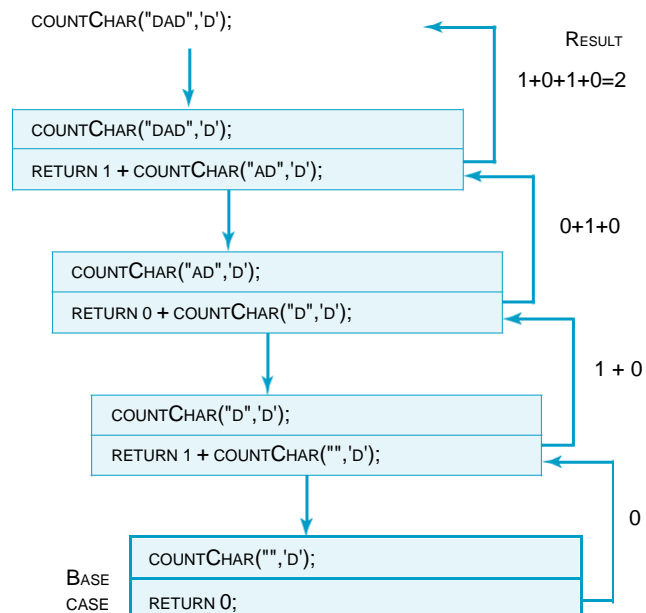 COUNTCHAR("DAD",'D');
RESULT
1+0+1+0=2
COUNTCHAR("DAD",'D');
RETURN 1 + COUNTCHAR("AD",'D');
0+1+0
COUNTCHAR("AD",'D');
RETURN 0 + COUNTCHAR("D",'D');
1 + 0
COUNTCHAR("D",'D');
RETURN 1 + COUNTCHAR("",'D');
0
COUNTCHAR("",'D');
BASE
CASE
RETURN 0;